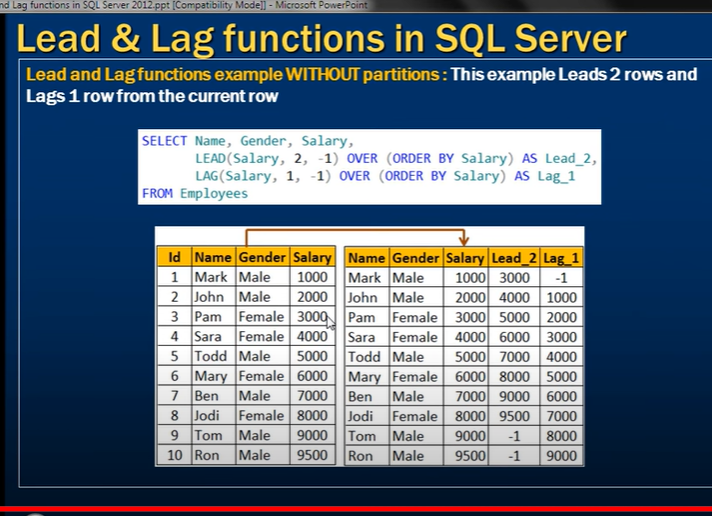 nd Lag functions in SQL Server 2012.ppt [Compatibility Mode]] - Microsoft PowerPoint
Lead & Lag functions in SQL Server
Lead and Lag functions example WITHOUT partitions : This example Leads 2 rows and
Lags 1 row from the current row
SELECT Name, Gender, Salary,
LEAD(Salary, 2, -1) OVER (ORDER BY Salary) AS Lead_2,
LAG(Salary, 1, -1) OVER (ORDER BY Salary) AS Lag_1
FROM Employees
Id Name Gender Salary
1 Mark Male 1000
2 John Male 2000
3 Pam Female 3000
4 Sara Female 4000
5 Todd Male 5000
6 Mary Female 6000
7 Ben Male 7000
8 Jodi Female 8000
9 Tom Male 9000
10 Ron Male 9500
Name Gender Salary Lead_2 Lag_1
Mark Male 1000 3000 -1
John Male 2000 4000 1000
Pam Female 3000 5000 2000
Sara Female 4000 6000 3000
Todd Male 5000 7000 4000
Mary Female 6000 8000 5000
Ben Male 7000 9000 6000
Jodi Female 8000 9500 7000
Tom Male 9000 -1 8000
Ron Male 9500 -1 9000